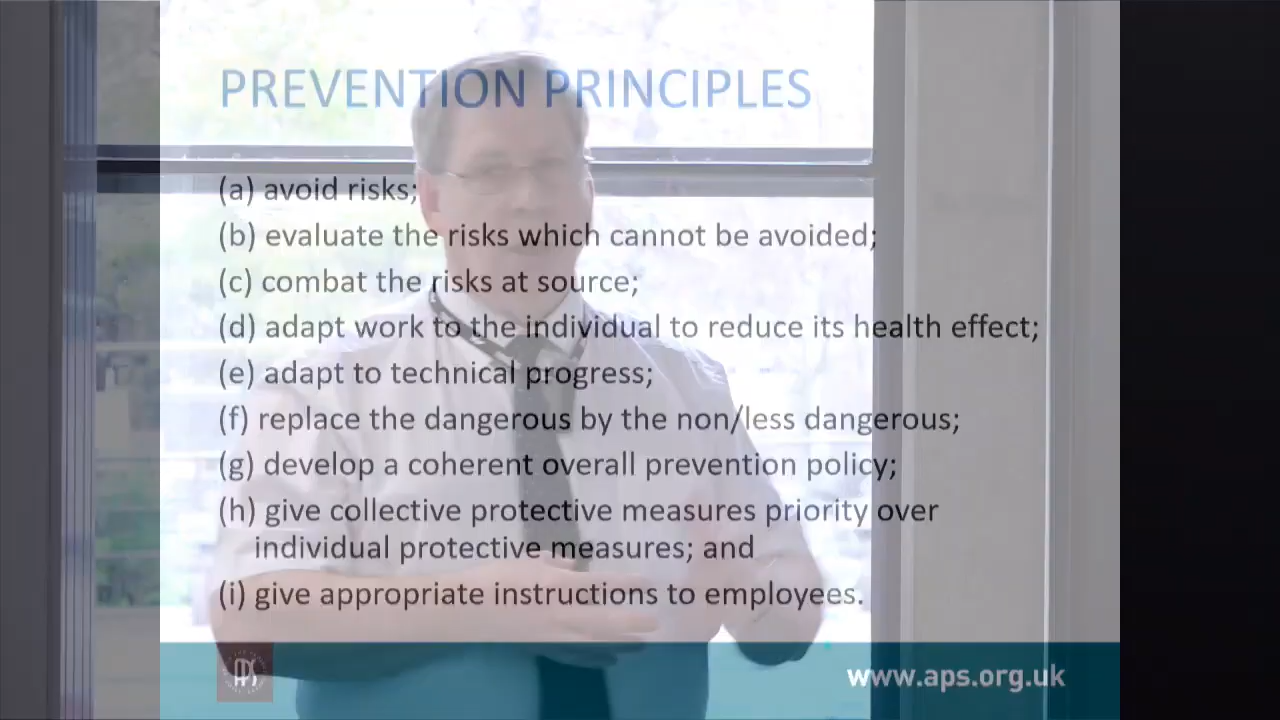 PREVENTION PRINCIPLES
(a) avoid risks;
(b) evaluate the risks which cannot be avoided;
(c) combat the risks at source;
(d) adapt work to the individual to reduce its health effect;
(e) adapt to technical progress;
(f) replace the dangerous by the non/less dangerous;
(g) develop a coherent overall prevention policy;
(h) give collective protective measures priority over
individual protective measures; and
(i) give appropriate instructions to employees.
APS
www.aps.org.uk